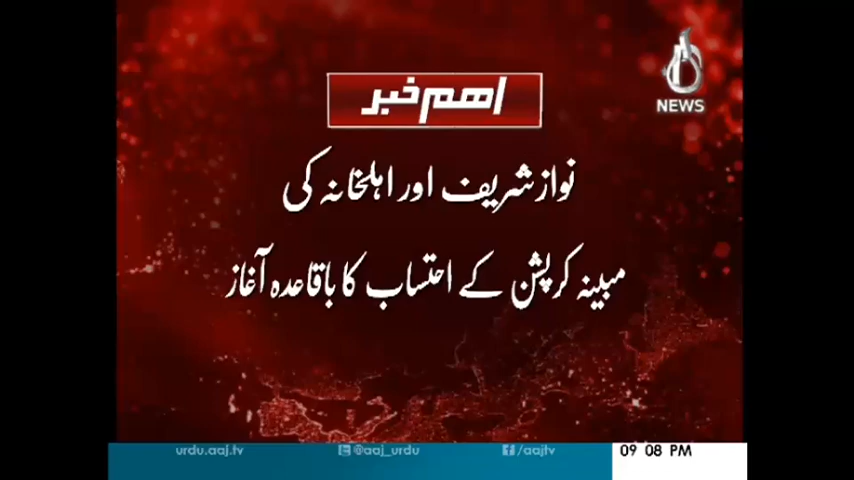 اہم خبر
NEWS
نواز شریف اور اہلخانہ کی
مبینہ کرپشن کے احتساب کا باقاعدہ آغاز
urdu.aaj.tv @aaj_urdu /aajtv 09 08 PM